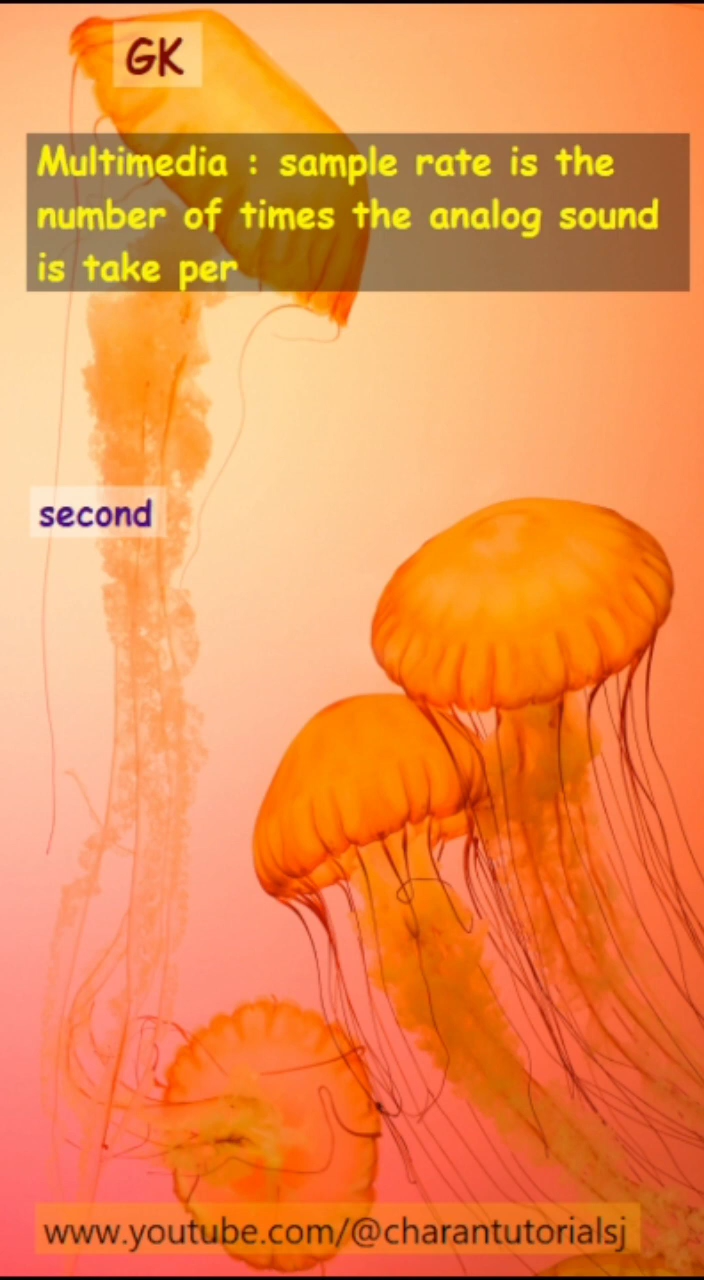 GK
Multimedia : sample rate is the
number of times the analog sound
is take per
second
www.youtube.com/@charantutorialsj